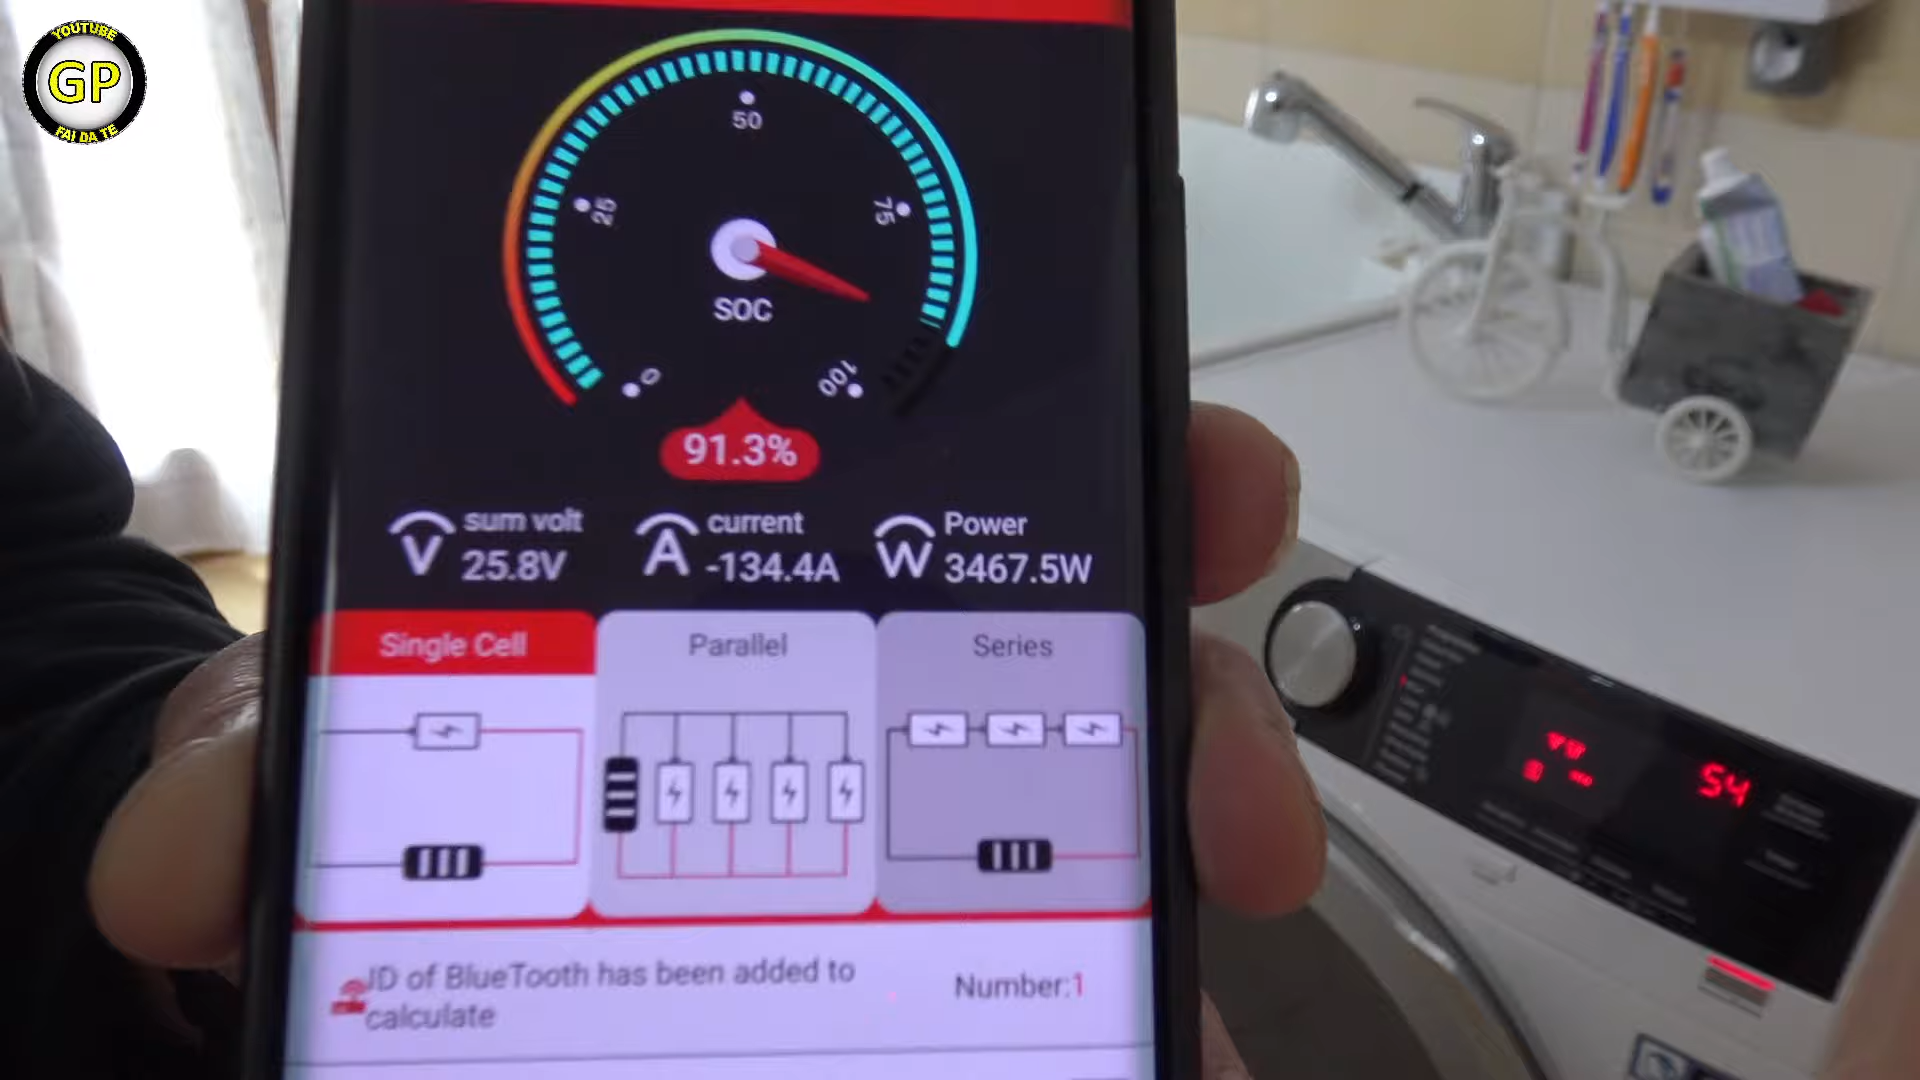 YOUTUBE
GP
FAI DA TE
50
25
75
SOC
0
100
91.3%
V sum volt 25.8V
A current -134.4A
W Power 3467.5W
Single Cell
Parallel
Series
ID of BlueTooth has been added to
calculate
Number:1
54